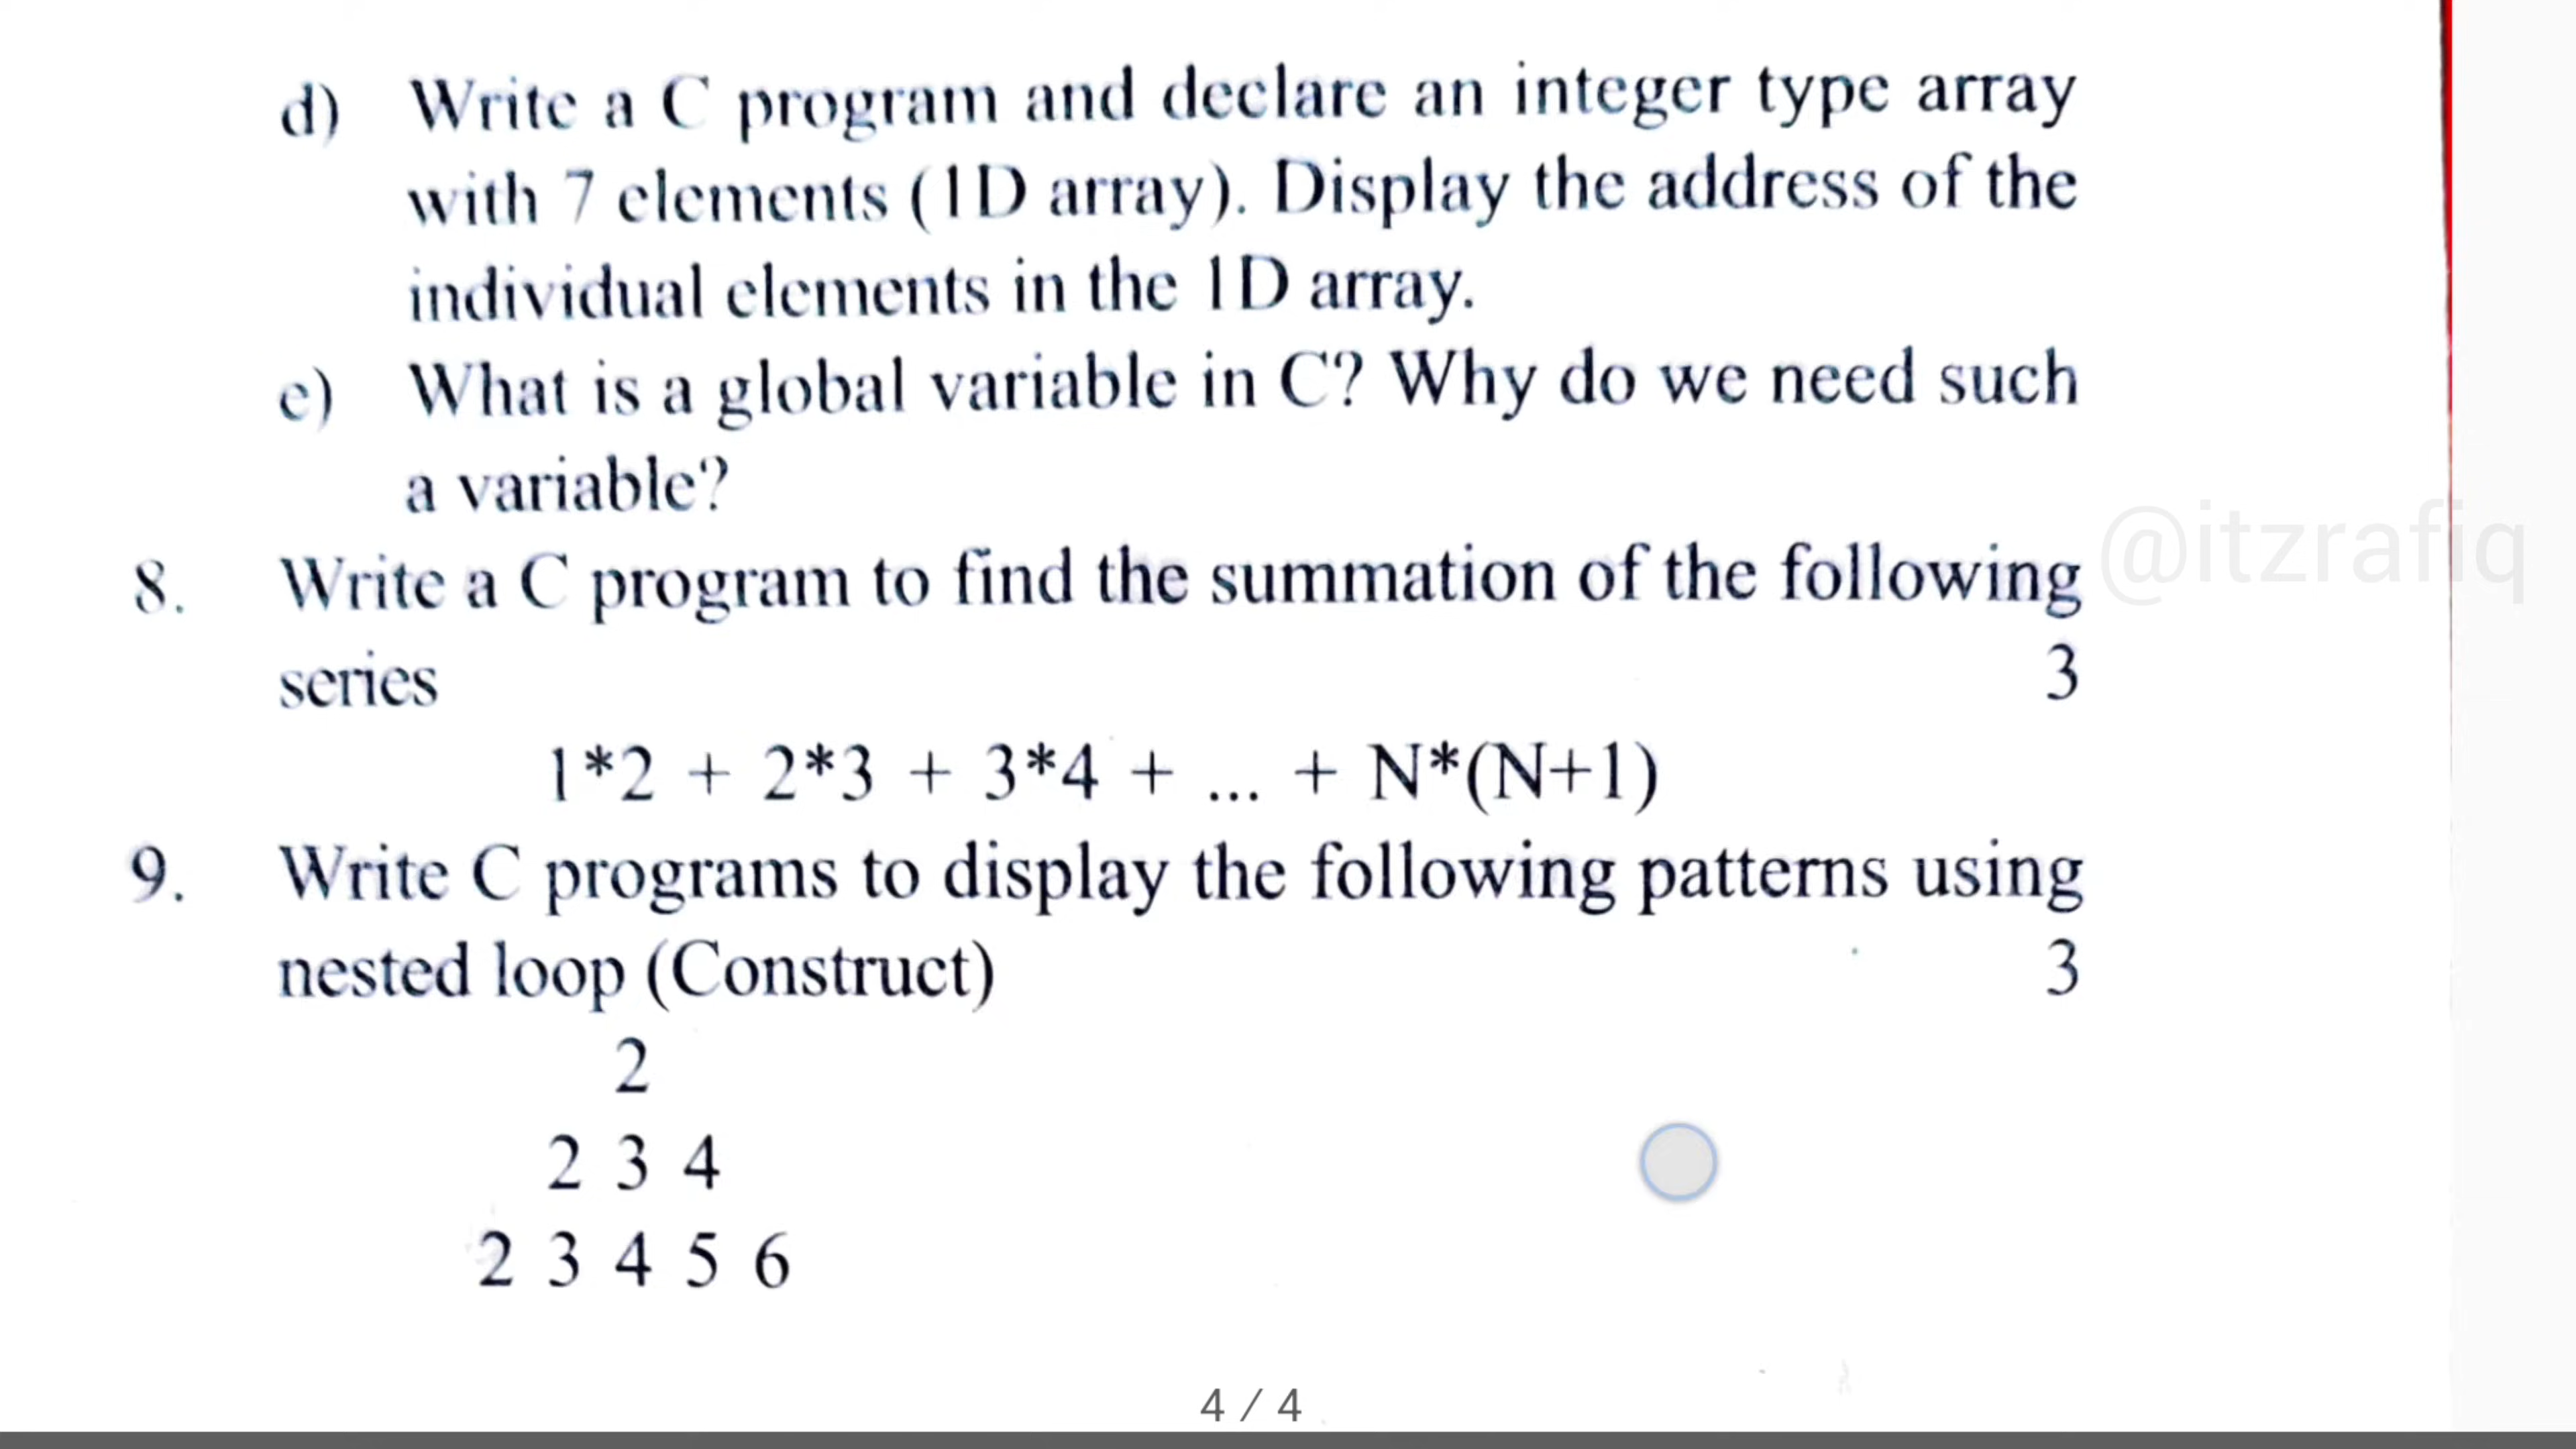 d) Write a C program and declare an integer type array
with 7 elements (1D array). Display the address of the
individual elements in the 1D array.
e) What is a global variable in C? Why do we need such
a variable?
8. Write a C program to find the summation of the following
series 3
1*2 + 2*3 + 3*4 + ... + N*(N+1)
9. Write C programs to display the following patterns using
nested loop (Construct) 3
2
2 3 4
2 3 4 5 6
@itzrafiq
4 / 4